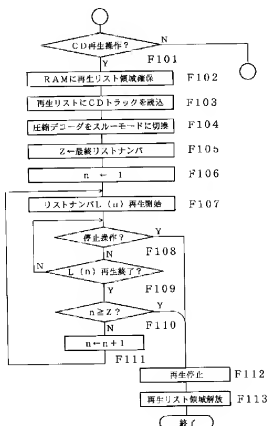 CD再生操作?
N
F101
Y
RAMに再生リスト領域確保
F102
再生リストにCDトラックを読込
F103
圧縮デコーダをスルーモードに切換
F104
Z←最終リストナンバ
F105
n ← 1
F106
リストナンバL(n)再生開始
F107
停止操作?
Y
N
F108
N
L(n)再生終了?
F109
Y
n≧Z?
Y
F110
N
n←n+1
F111
再生停止
F112
再生リスト領域解放
F113
終了